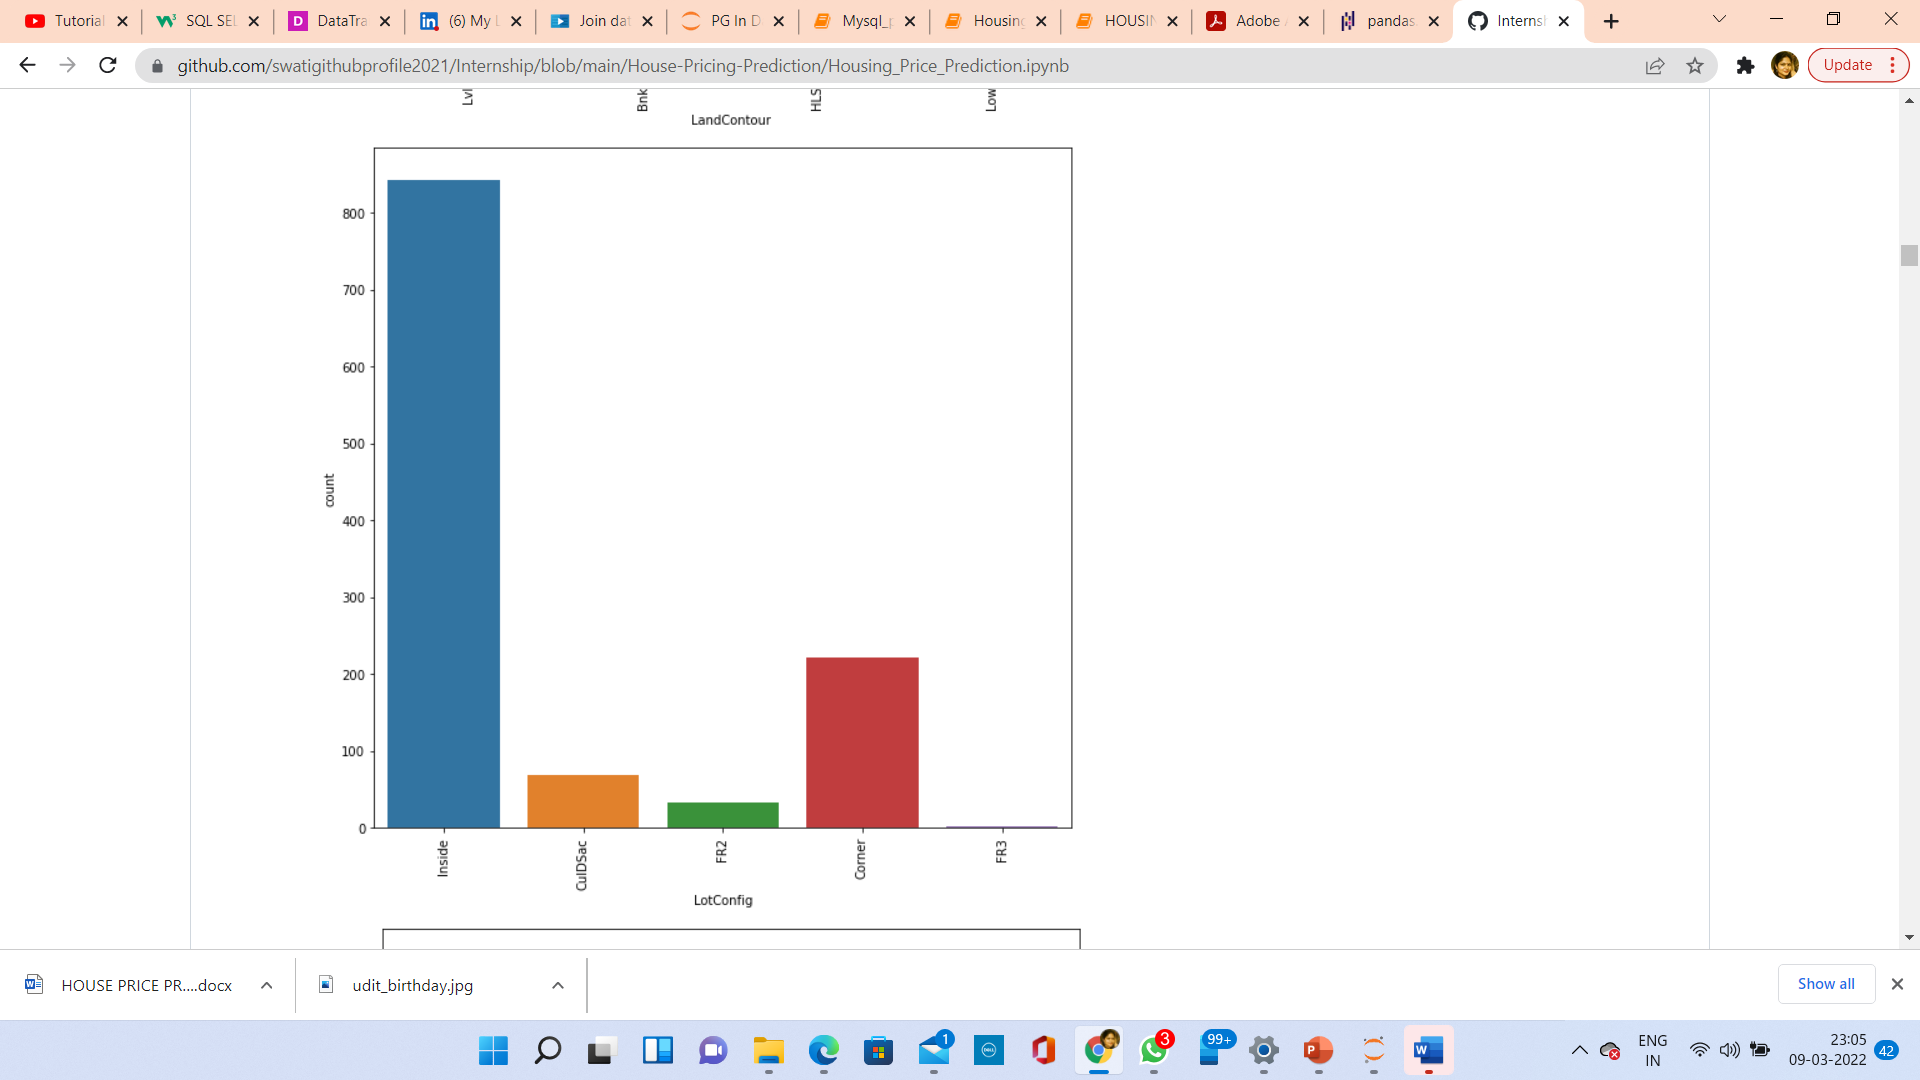 Tutorial
SQL SEL
DataTra
(6) My L
Join dat
PG In D
Mysql_p
Housing
HOUSIN
Adobe A
pandas.
Interns
github.com/swatigithubprofile2021/Internship/blob/main/House-Pricing-Prediction/Housing_Price_Prediction.ipynb
Update
Lvl
Bnk
HLS
Low
LandContour
800
700
600
500
400
300
200
100
0
count
Inside
CulDSac
FR2
Corner
FR3
LotConfig
HOUSE PRICE PR....docx
udit_birthday.jpg
Show all
1
DELL
3
99+
ENG
IN
23:05
09-03-2022
42